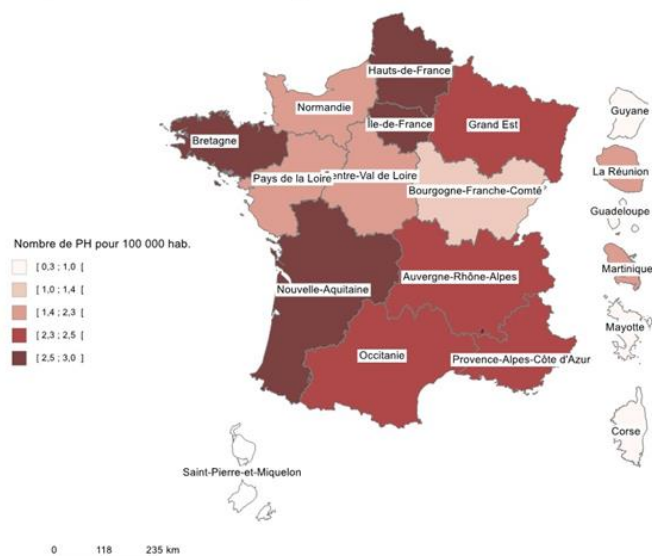 Hauts-de-France
Normandie
Île-de-France
Grand Est
Guyane
Bretagne
La Réunion
Pays de la Loire
entre-Val de Loire
Bourgogne-Franche-Comté
Guadeloupe
Nombre de PH pour 100 000 hab.
[ 0,3 ; 1,0 [
[ 1,0 ; 1,4 [
[ 1,4 ; 2,3 [
[ 2,3 ; 2,5 [
[ 2,5 ; 3,0 [
Martinique
Auvergne-Rhône-Alpes
Nouvelle-Aquitaine
Mayotte
Occitanie
Provence-Alpes-Côte d'Azur
Corse
Saint-Pierre-et-Miquelon
0 118 235 km